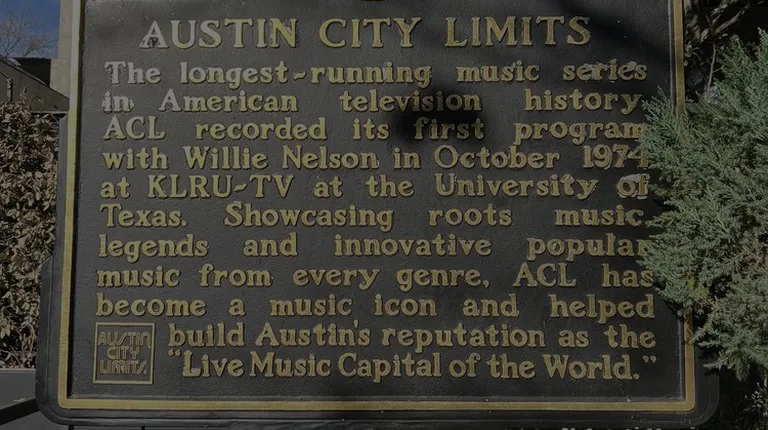 AUSTIN CITY LIMITS
The longest-running music series
in American television history.
ACL recorded its first program
with Willie Nelson in October 1974
at KLRU-TV at the University of
Texas. Showcasing roots music
legends and innovative popular
music from every genre, ACL has
become a music icon and helped
build Austin's reputation as the
"Live Music Capital of the World."
AUSTIN
CITY
LIMITS.